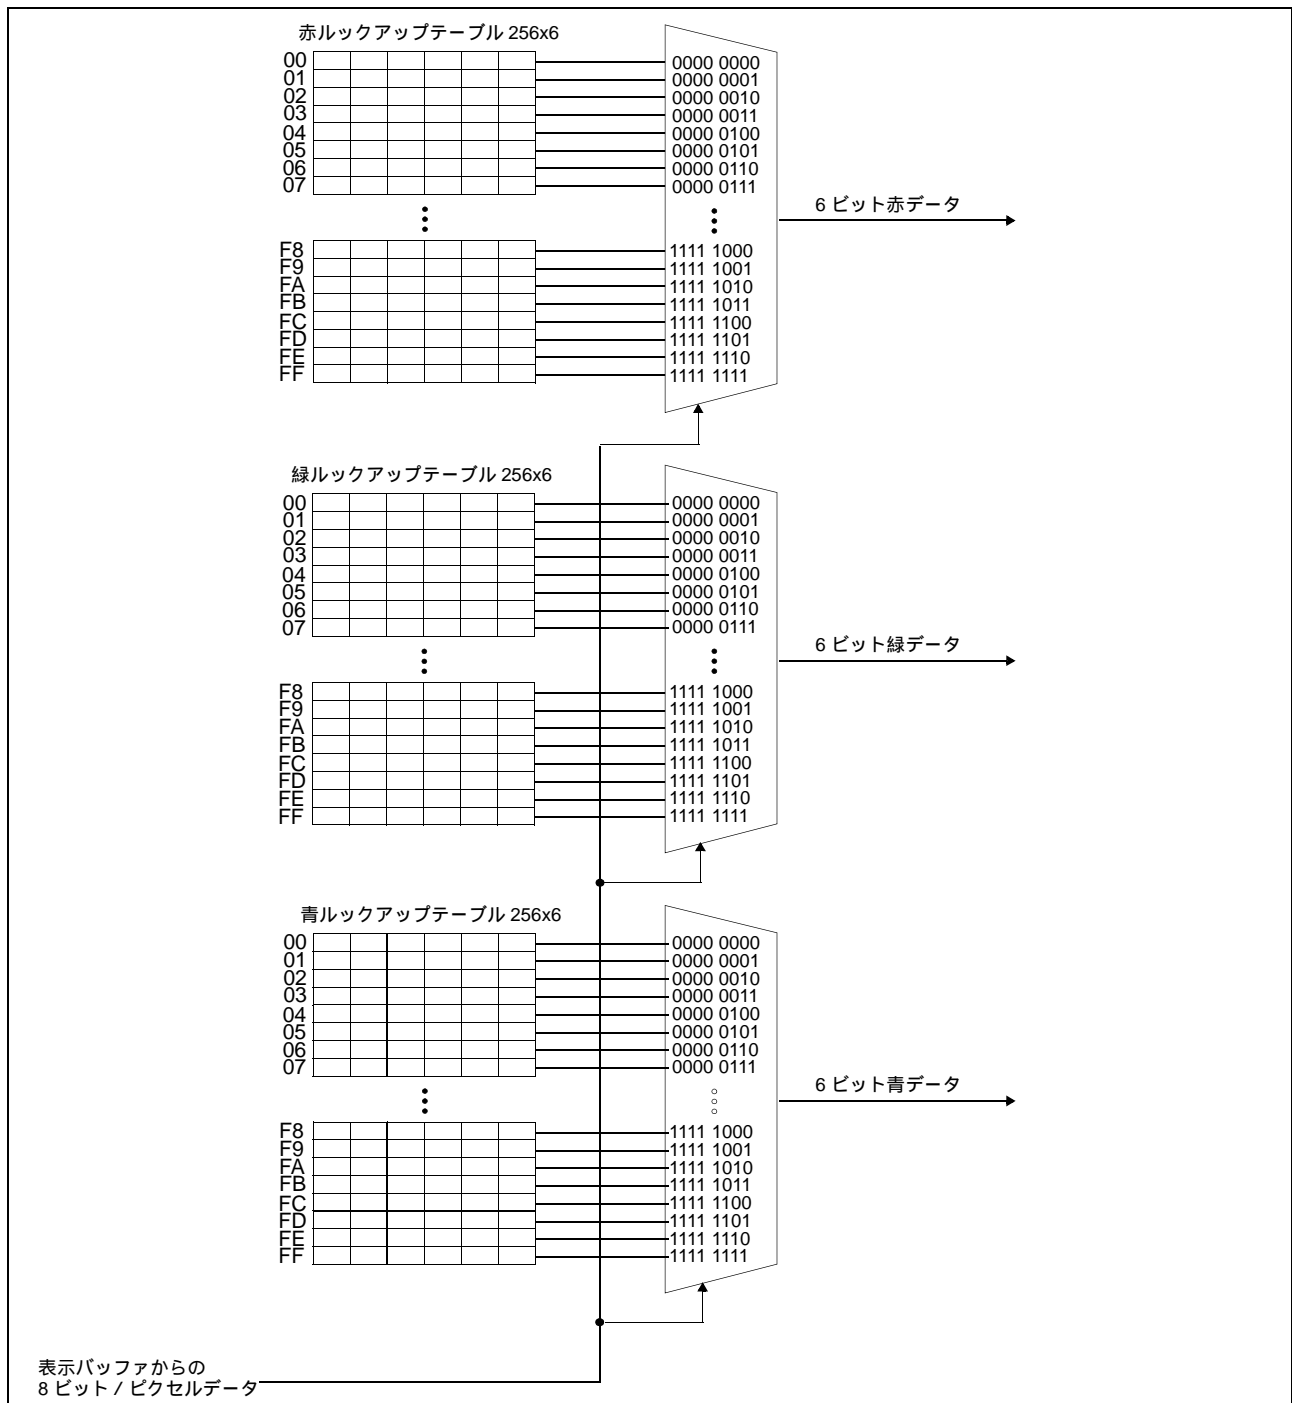 赤ルックアップテーブル 256x6
00 0000 0000
01 0000 0001
02 0000 0010
03 0000 0011
04 0000 0100
05 0000 0101
06 0000 0110
07 0000 0111
6 ビット赤データ
F8 1111 1000
F9 1111 1001
FA 1111 1010
FB 1111 1011
FC 1111 1100
FD 1111 1101
FE 1111 1110
FF 1111 1111
緑ルックアップテーブル 256x6
00 0000 0000
01 0000 0001
02 0000 0010
03 0000 0011
04 0000 0100
05 0000 0101
06 0000 0110
07 0000 0111
6 ビット緑データ
F8 1111 1000
F9 1111 1001
FA 1111 1010
FB 1111 1011
FC 1111 1100
FD 1111 1101
FE 1111 1110
FF 1111 1111
青ルックアップテーブル 256x6
00 0000 0000
01 0000 0001
02 0000 0010
03 0000 0011
04 0000 0100
05 0000 0101
06 0000 0110
07 0000 0111
6 ビット青データ
F8 1111 1000
F9 1111 1001
FA 1111 1010
FB 1111 1011
FC 1111 1100
FD 1111 1101
FE 1111 1110
FF 1111 1111
表示バッファからの
8 ビット / ピクセルデータ